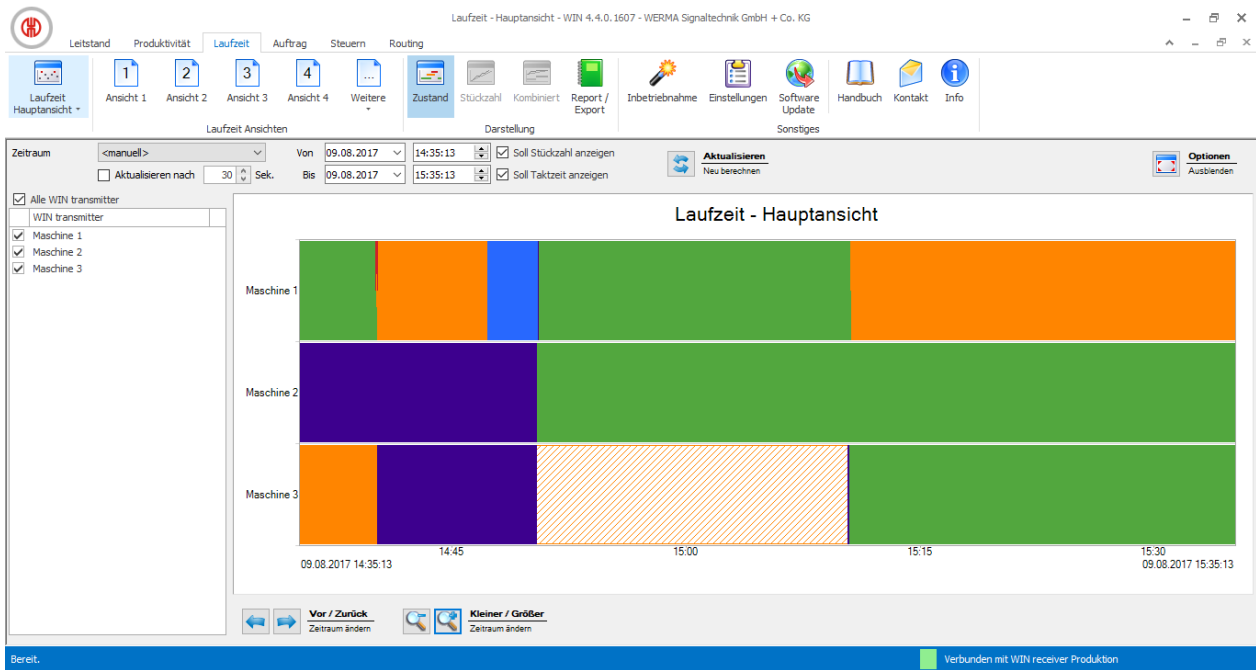 Laufzeit - Hauptansicht - WIN 4.4.0.1607 - WERMA Signaltechnik GmbH + Co. KG
Leitstand Produktivität Laufzeit Auftrag Steuern Routing
Laufzeit Hauptansicht
1 Ansicht 1
2 Ansicht 2
3 Ansicht 3
4 Ansicht 4
... Weitere
Zustand
Stückzahl
Kombiniert
Report / Export
Inbetriebnahme
Einstellungen
Software Update
Handbuch
Kontakt
Info
Laufzeit Ansichten Darstellung Sonstiges
Zeitraum <manuell> Von 09.08.2017 14:35:13 Soll Stückzahl anzeigen
Aktualisieren nach 30 Sek. Bis 09.08.2017 15:35:13 Soll Taktzeit anzeigen
Aktualisieren
Neu berechnen
Optionen
Ausblenden
Alle WIN transmitter
WIN transmitter
Maschine 1
Maschine 2
Maschine 3
Laufzeit - Hauptansicht
Maschine 1
Maschine 2
Maschine 3
14:45 15:00 15:15 15:30
09.08.2017 14:35:13 09.08.2017 15:35:13
Vor / Zurück
Zeitraum ändern
Kleiner / Größer
Zeitraum ändern
Bereit. Verbunden mit WIN receiver Produktion